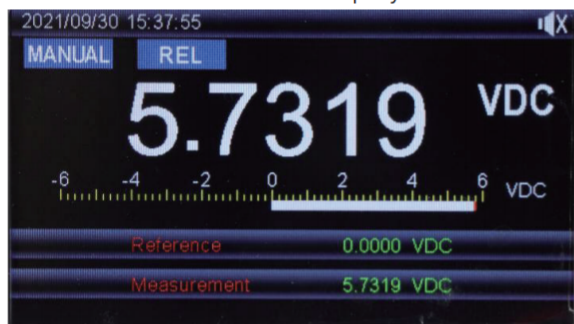 2021/09/30 15:37:55
MANUAL REL
5.7319 VDC
-6 -4 -2 0 2 4 6 VDC
Reference 0.0000 VDC
Measurement 5.7319 VDC